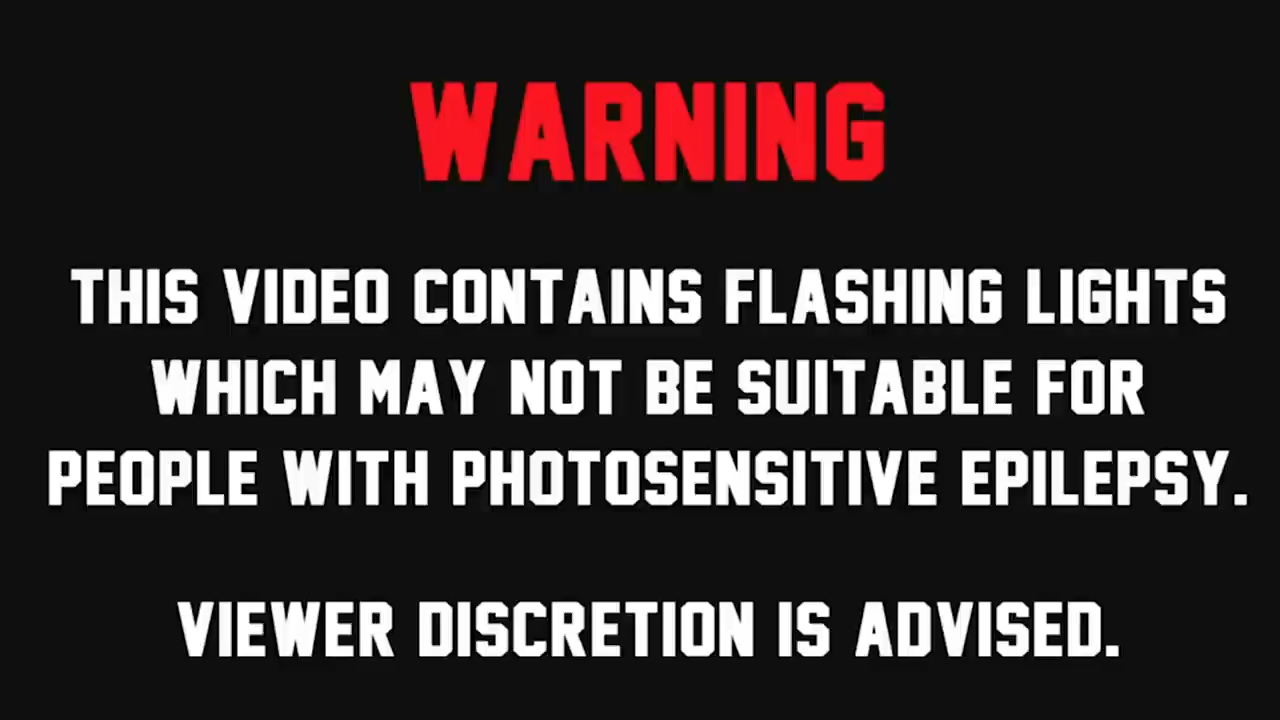 WARNING
THIS VIDEO CONTAINS FLASHING LIGHTS
WHICH MAY NOT BE SUITABLE FOR
PEOPLE WITH PHOTOSENSITIVE EPILEPSY.
VIEWER DISCRETION IS ADVISED.